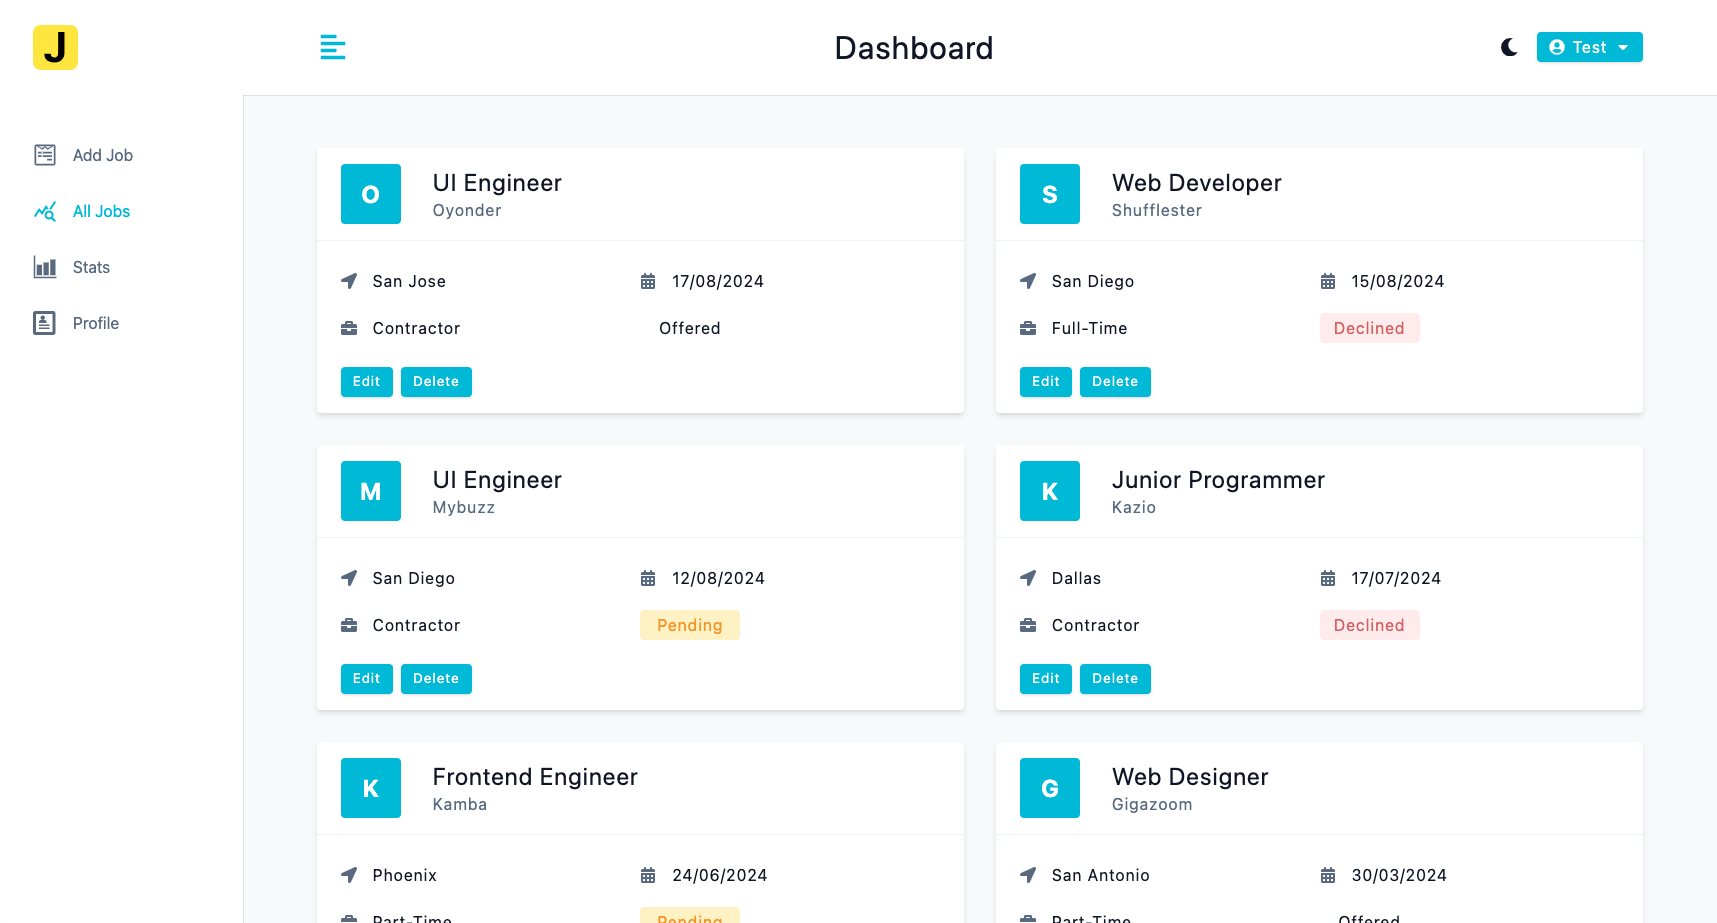 J
Dashboard
Test
Add Job
All Jobs
Stats
Profile
O
UI Engineer
Oyonder
San Jose
17/08/2024
Contractor
Offered
Edit
Delete
S
Web Developer
Shufflester
San Diego
15/08/2024
Full-Time
Declined
Edit
Delete
M
UI Engineer
Mybuzz
San Diego
12/08/2024
Contractor
Pending
Edit
Delete
K
Junior Programmer
Kazio
Dallas
17/07/2024
Contractor
Declined
Edit
Delete
K
Frontend Engineer
Kamba
Phoenix
24/06/2024
Part-Time
Pending
G
Web Designer
Gigazoom
San Antonio
30/03/2024
Part-Time
Offered